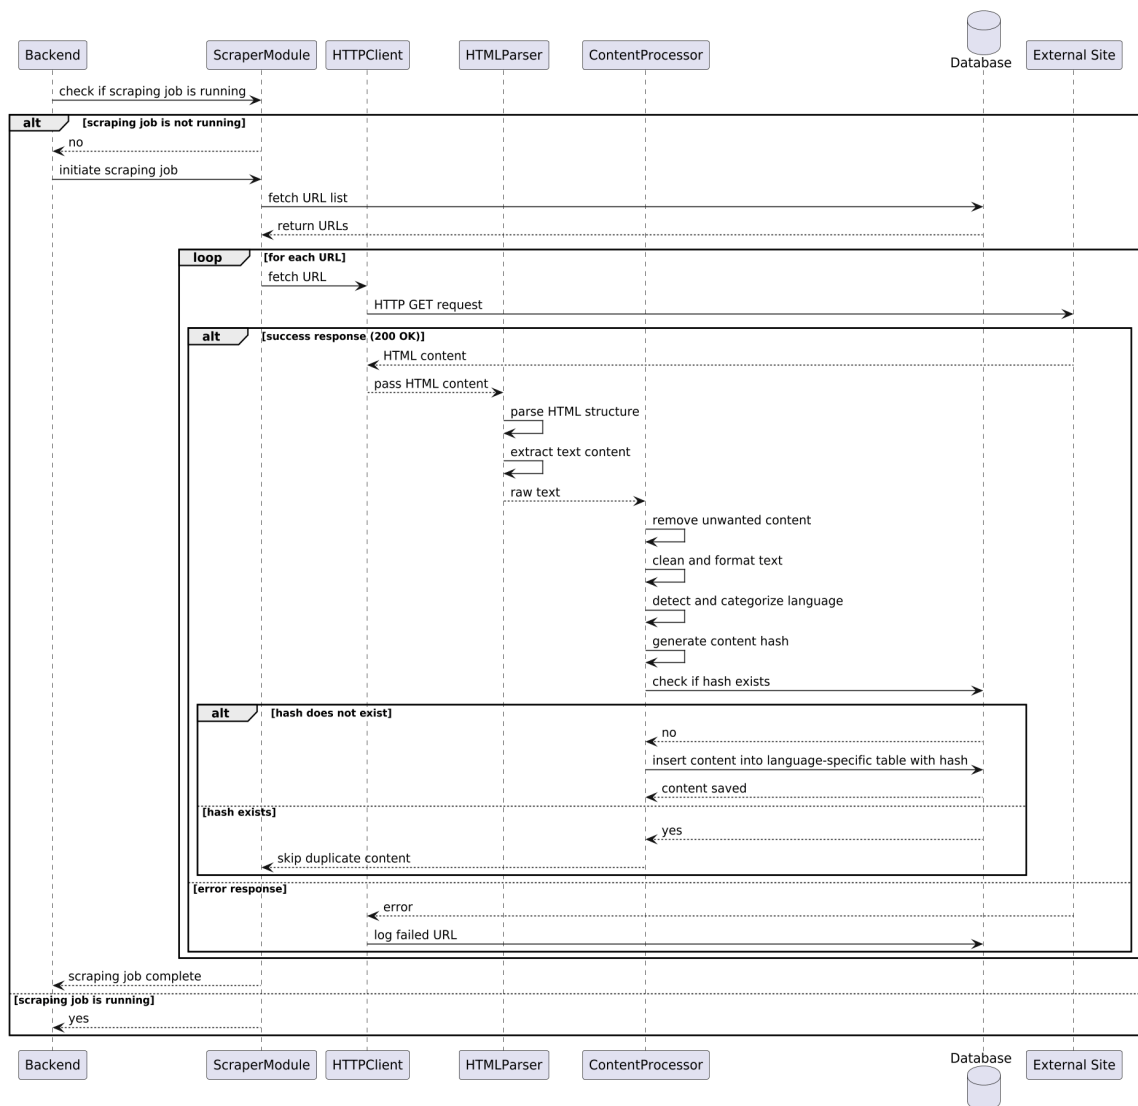 Backend
ScraperModule
HTTPClient
HTMLParser
ContentProcessor
Database
External Site
check if scraping job is running
alt [scraping job is not running]
no
initiate scraping job
fetch URL list
return URLs
loop [for each URL]
fetch URL
HTTP GET request
alt [success response (200 OK)]
HTML content
pass HTML content
parse HTML structure
extract text content
raw text
remove unwanted content
clean and format text
detect and categorize language
generate content hash
check if hash exists
alt [hash does not exist]
no
insert content into language-specific table with hash
content saved
[hash exists]
yes
skip duplicate content
[error response]
error
log failed URL
scraping job complete
[scraping job is running]
yes
Backend
ScraperModule
HTTPClient
HTMLParser
ContentProcessor
Database
External Site